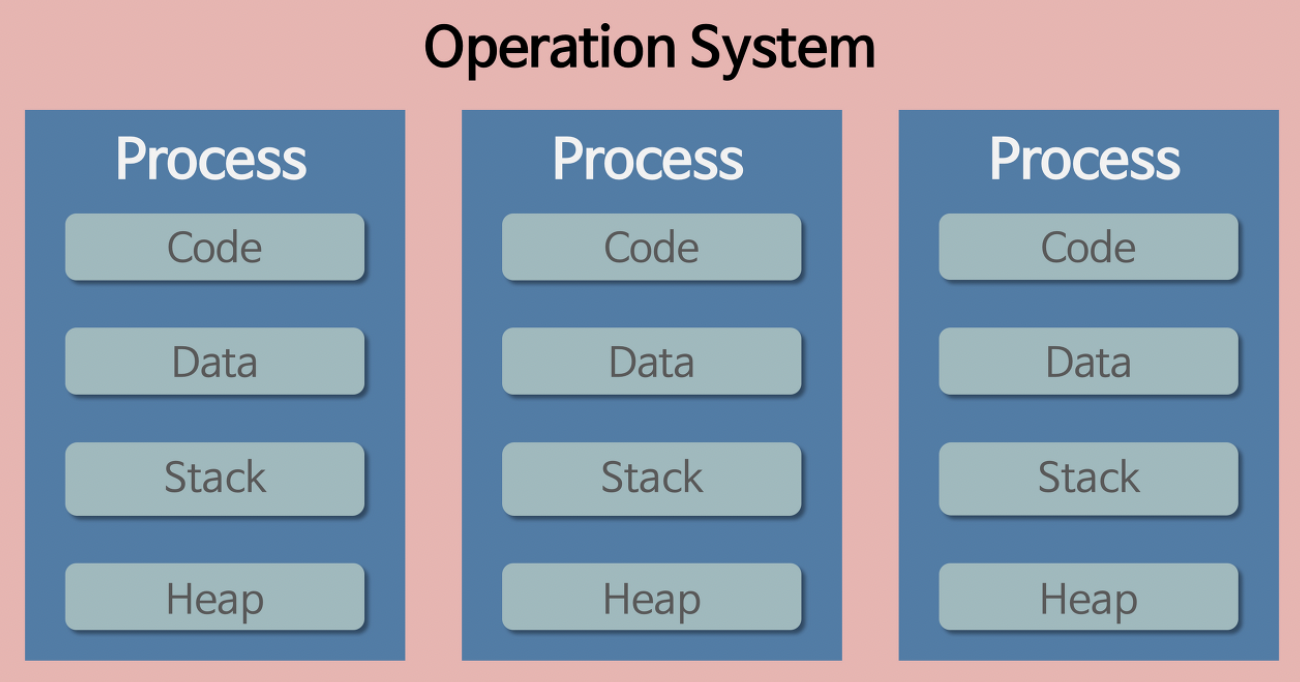 Operation System
Process
Code
Data
Stack
Heap
Process
Code
Data
Stack
Heap
Process
Code
Data
Stack
Heap